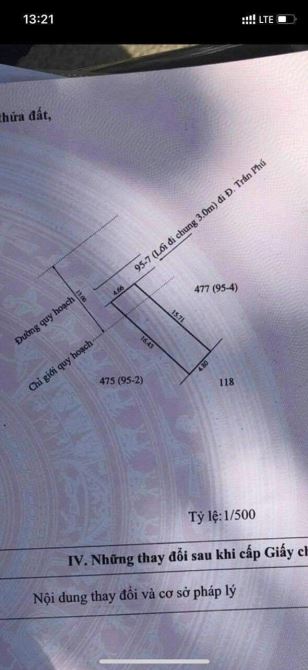 13:21
LTE
thửa đất,
95-7 (Lối đi chung 3.0m) đi Đ. Trần Phú
4.66
13.00
477 (95-4)
Đường quy hoạch
15.71
16.43
Chỉ giới quy hoạch
4.80
475 (95-2)
118
Tỷ lệ: 1/500
IV. Những thay đổi sau khi cấp Giấy ch
Nội dung thay đổi và cơ sở pháp lý